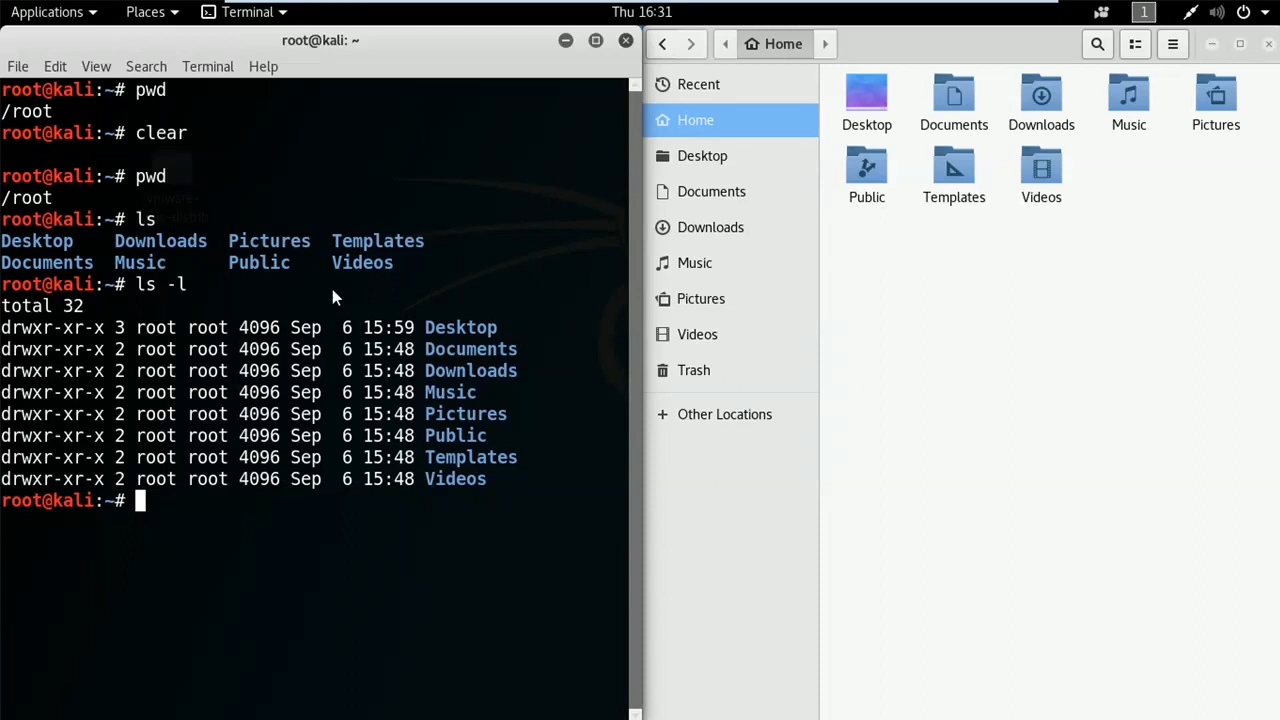 Applications Places Terminal Thu 16:31 1
root@kali: ~
File Edit View Search Terminal Help
root@kali:~# pwd
/root
root@kali:~# clear
root@kali:~# pwd
/root
root@kali:~# ls
Desktop Downloads Pictures Templates
Documents Music Public Videos
root@kali:~# ls -l
total 32
drwxr-xr-x 3 root root 4096 Sep  6 15:59 Desktop
drwxr-xr-x 2 root root 4096 Sep  6 15:48 Documents
drwxr-xr-x 2 root root 4096 Sep  6 15:48 Downloads
drwxr-xr-x 2 root root 4096 Sep  6 15:48 Music
drwxr-xr-x 2 root root 4096 Sep  6 15:48 Pictures
drwxr-xr-x 2 root root 4096 Sep  6 15:48 Public
drwxr-xr-x 2 root root 4096 Sep  6 15:48 Templates
drwxr-xr-x 2 root root 4096 Sep  6 15:48 Videos
root@kali:~#
Home
Recent
Home
Desktop
Documents
Downloads
Music
Pictures
Videos
Trash
+ Other Locations
Desktop Documents Downloads Music Pictures
Public Templates Videos